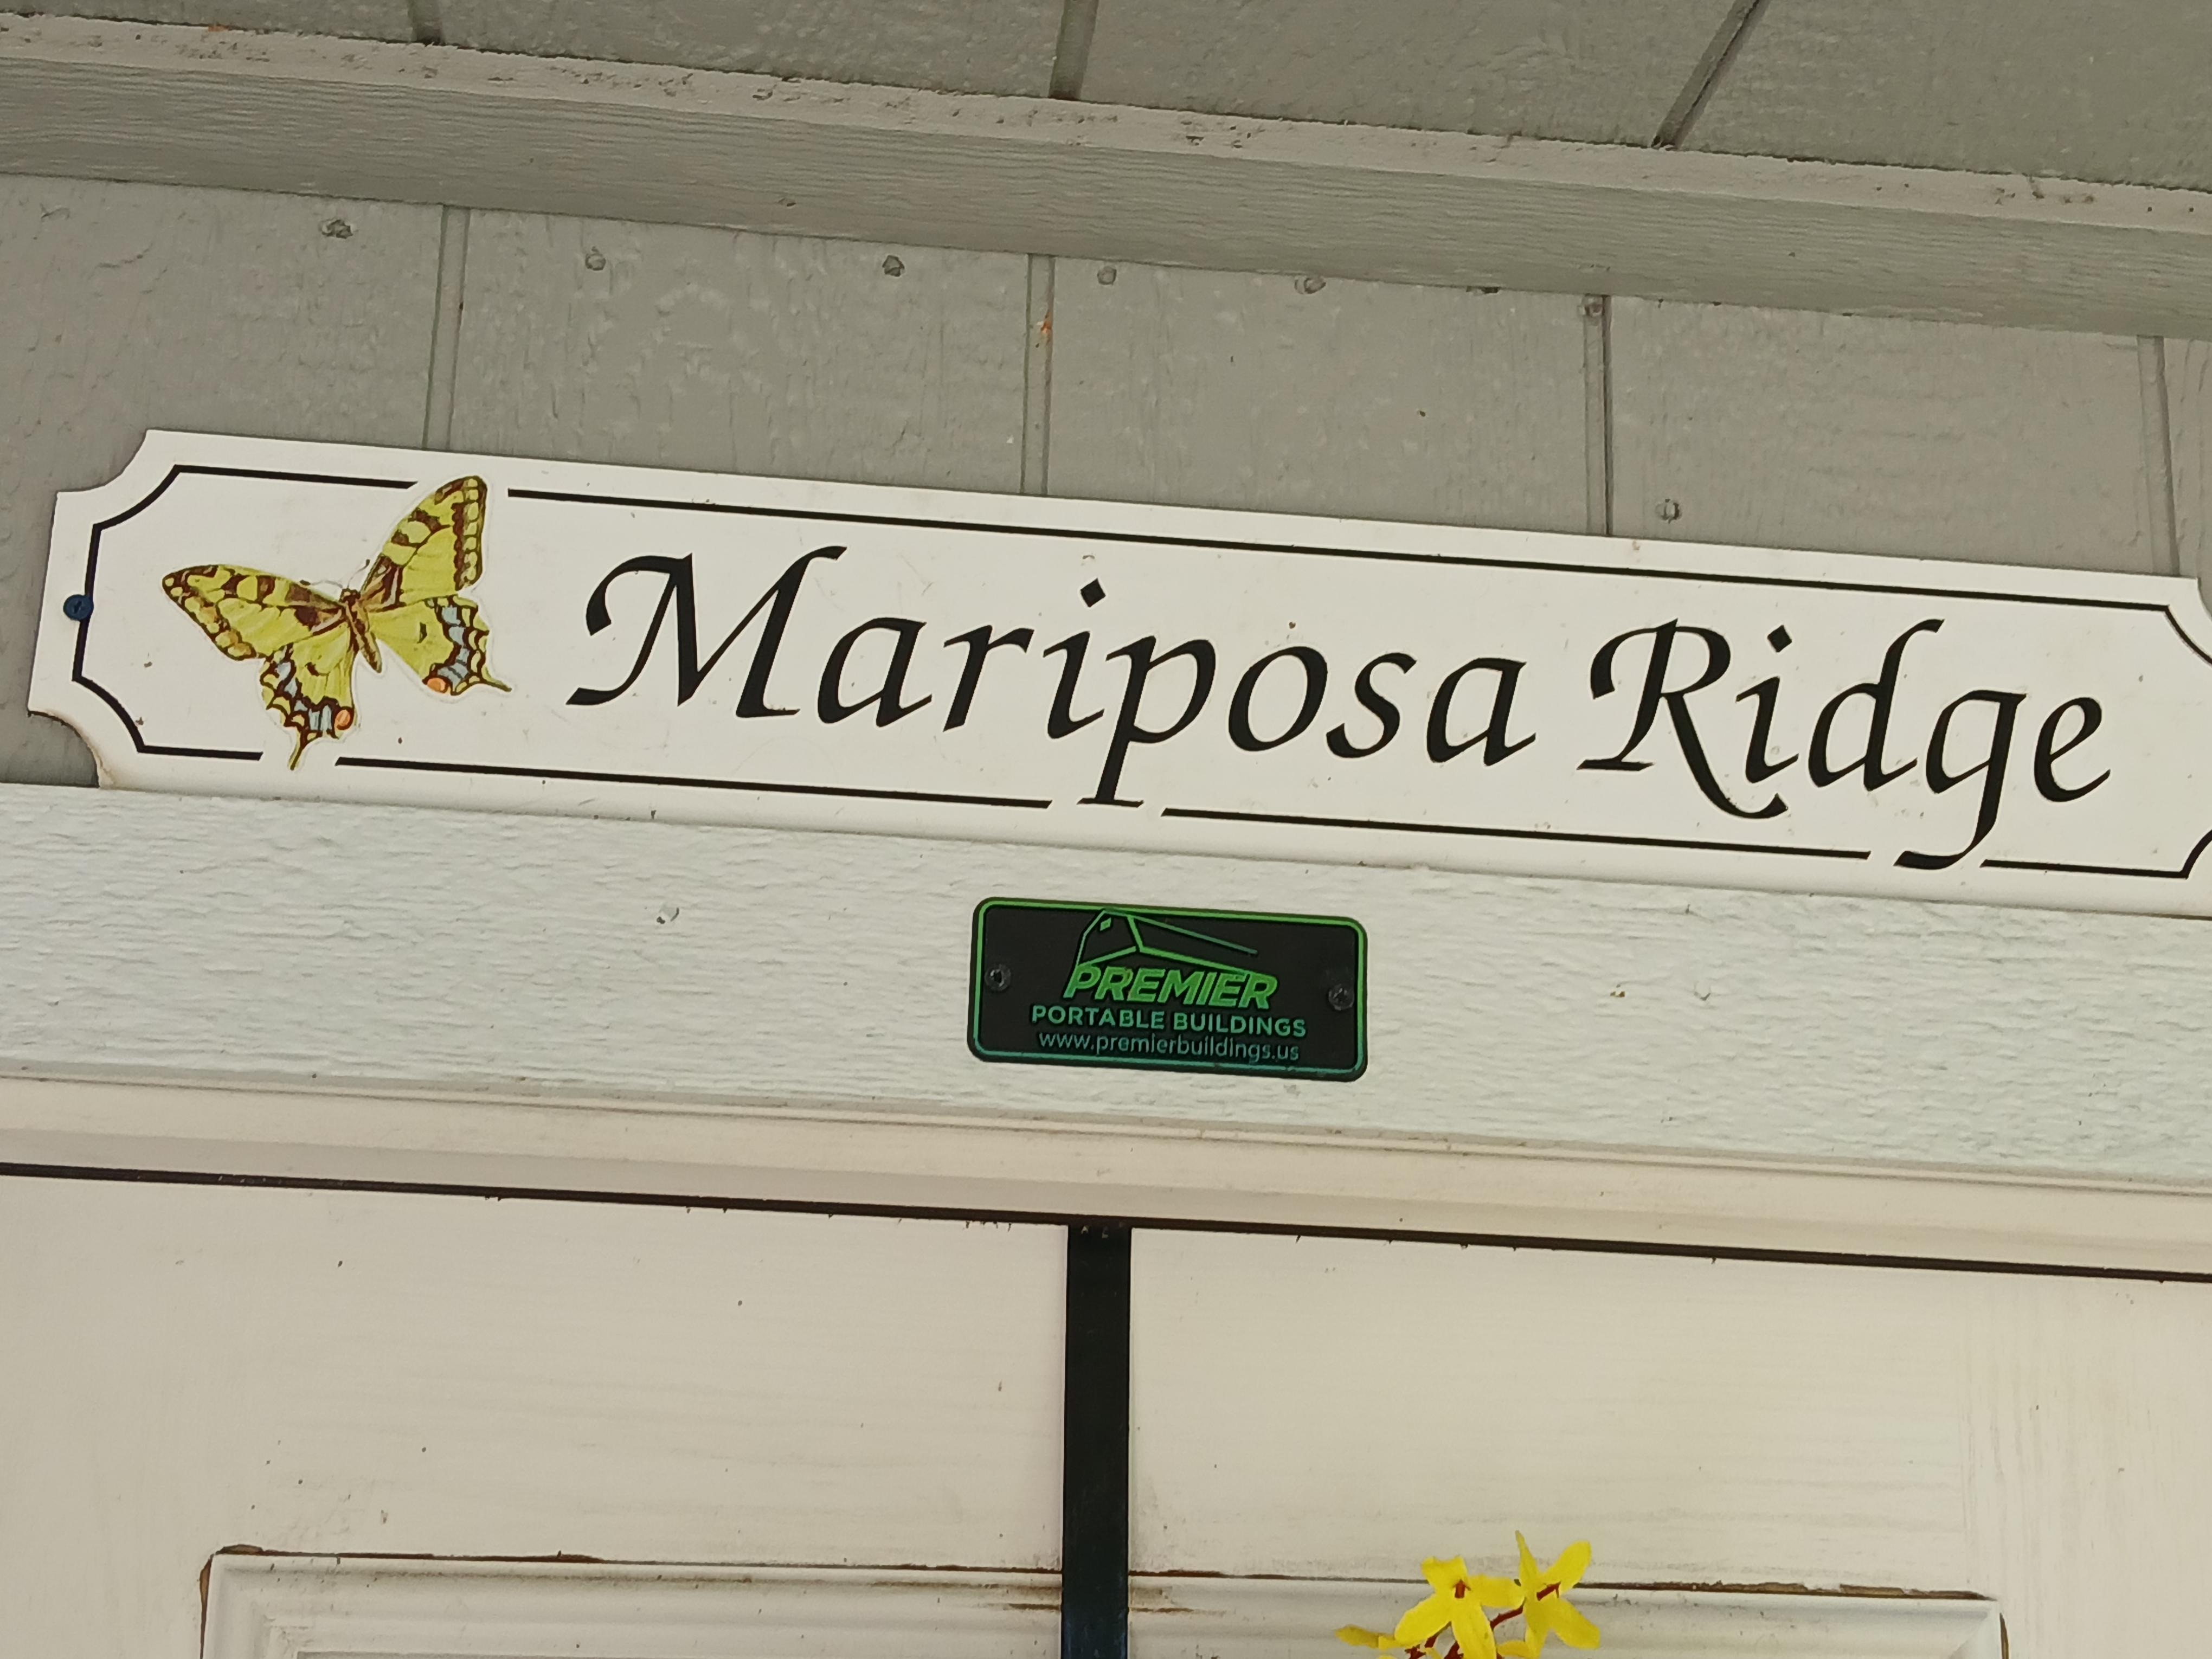 Mariposa Ridge
PREMIER
PORTABLE BUILDINGS
www.premierbuildings.us